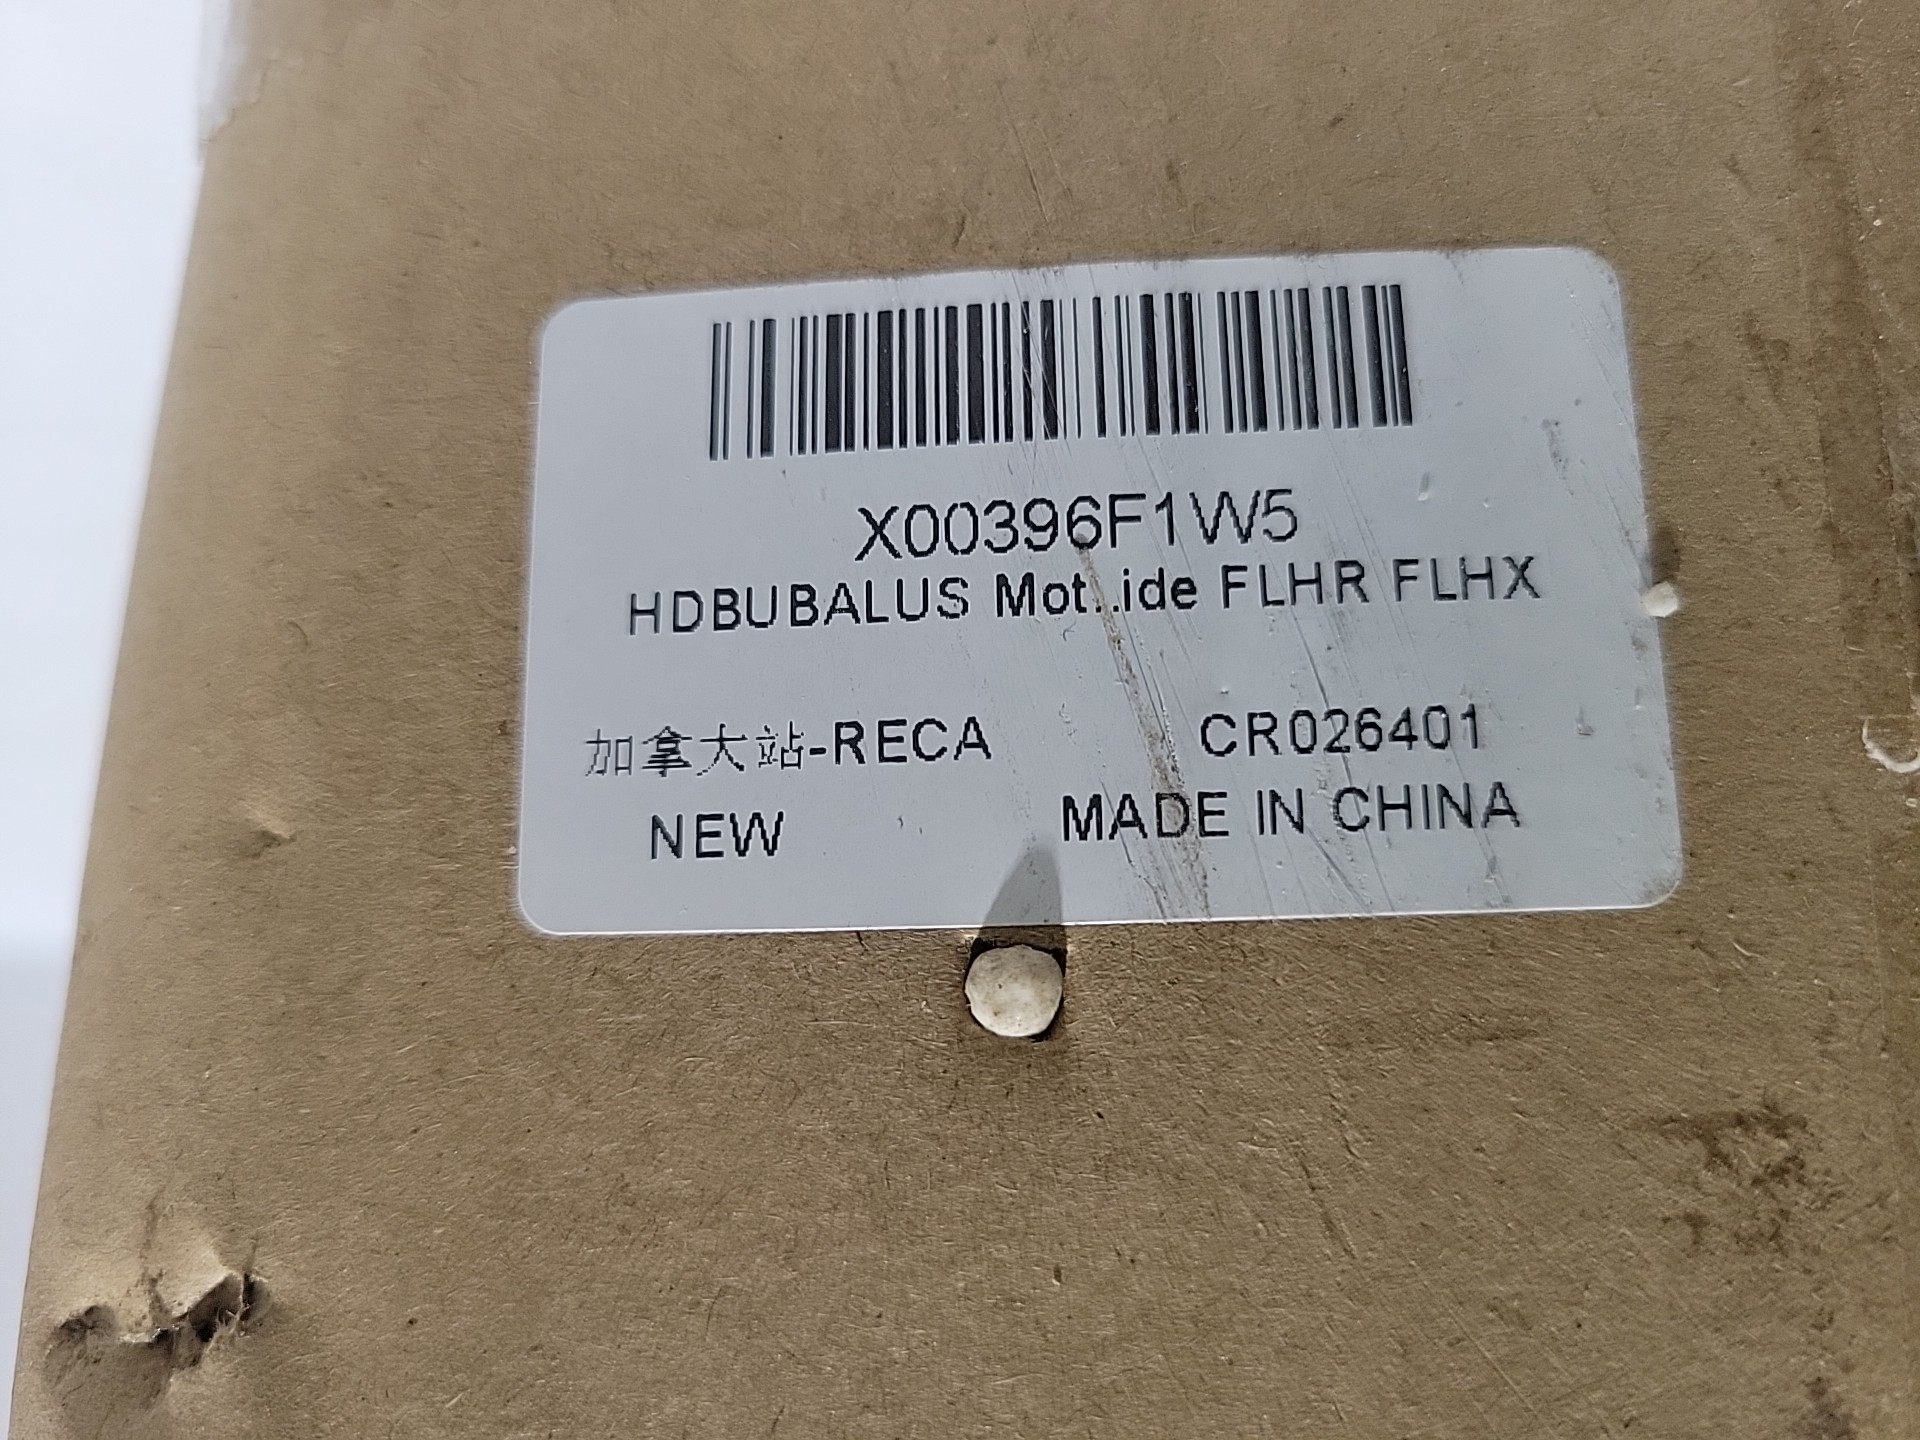 X00396F1W5
HDBUBALUS Mot...ide FLHR FLHX
加拿大站-RECA CR026401
NEW MADE IN CHINA